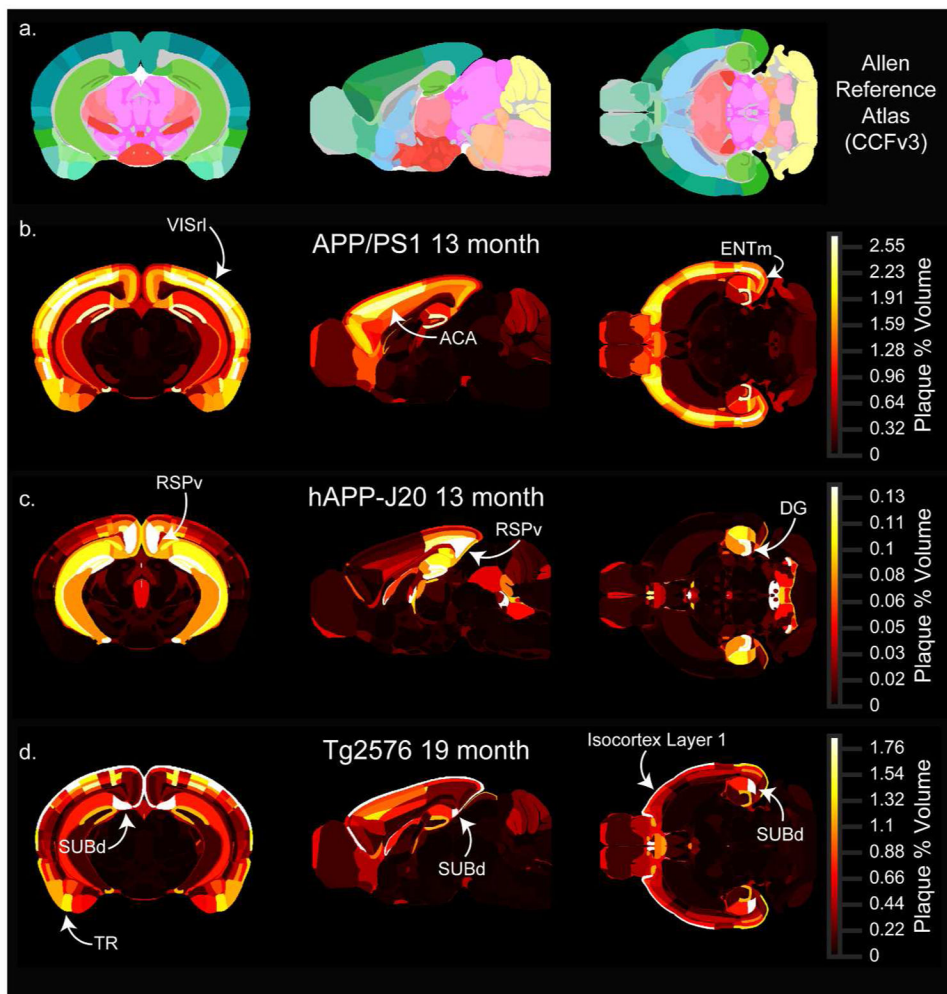 a.
Allen
Reference
Atlas
(CCFv3)
b.
VISrl
APP/PS1 13 month
ACA
ENTm
2.55
2.23
1.91
1.59
1.28
0.96
0.64
0.32
0
Plaque % Volume
c.
RSPv
hAPP-J20 13 month
RSPv
DG
0.13
0.11
0.1
0.08
0.06
0.05
0.03
0.02
0
Plaque % Volume
d.
Tg2576 19 month
Isocortex Layer 1
SUBd
SUBd
SUBd
TR
1.76
1.54
1.32
1.1
0.88
0.66
0.44
0.22
0
Plaque % Volume